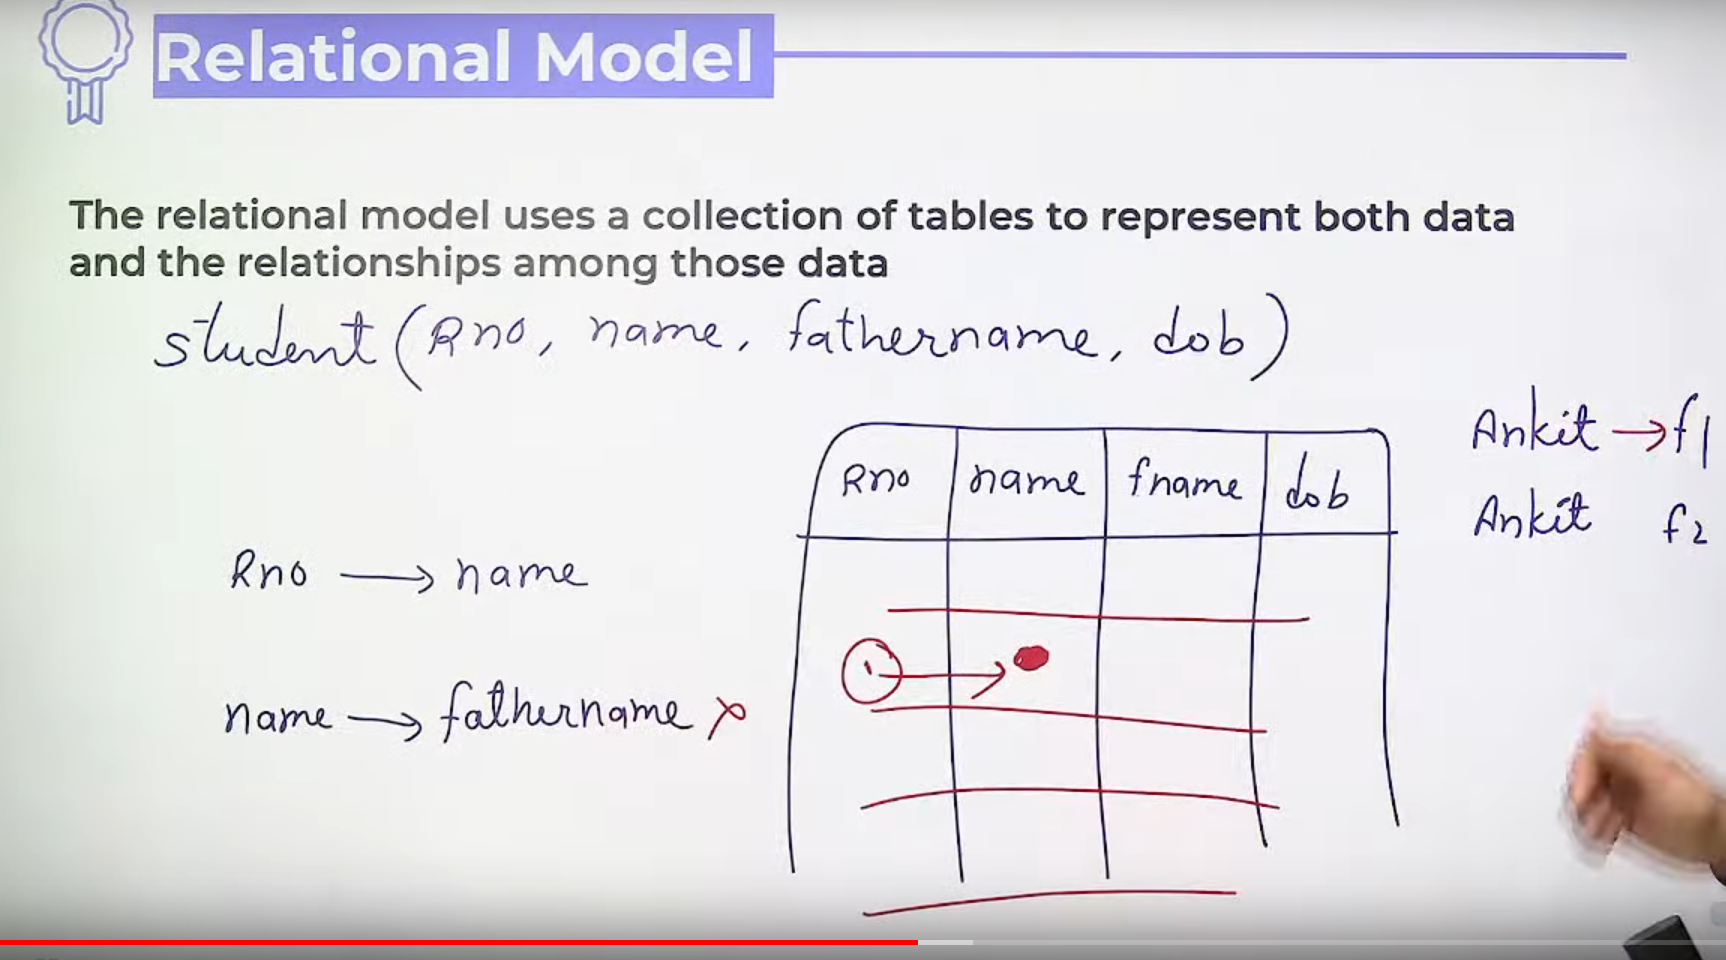 Relational Model
The relational model uses a collection of tables to represent both data
and the relationships among those data
student (Rno, name, fathername, dob)
Rno name fname dob
Ankit → f1
Ankit f2
Rno → name
1 →
name → fathername x